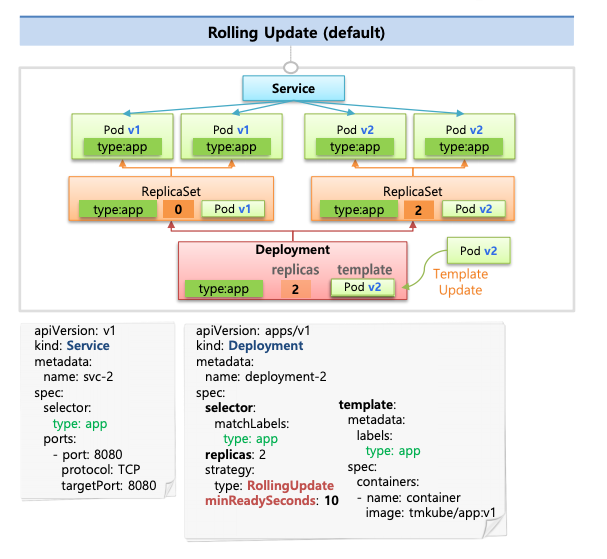 Rolling Update (default)
Service
Pod v1
type:app
Pod v1
type:app
Pod v2
type:app
Pod v2
type:app
ReplicaSet
type:app
0
Pod v1
ReplicaSet
type:app
2
Pod v2
Deployment
replicas
template
type:app
2
Pod v2
Pod v2
Template
Update
apiVersion: v1
kind: Service
metadata:
name: svc-2
spec:
selector:
type: app
ports:
- port: 8080
protocol: TCP
targetPort: 8080
apiVersion: apps/v1
kind: Deployment
metadata:
name: deployment-2
spec:
selector:
matchLabels:
type: app
replicas: 2
strategy:
type: RollingUpdate
minReadySeconds: 10
template:
metadata:
labels:
type: app
spec:
containers:
- name: container
image: tmkube/app:v1